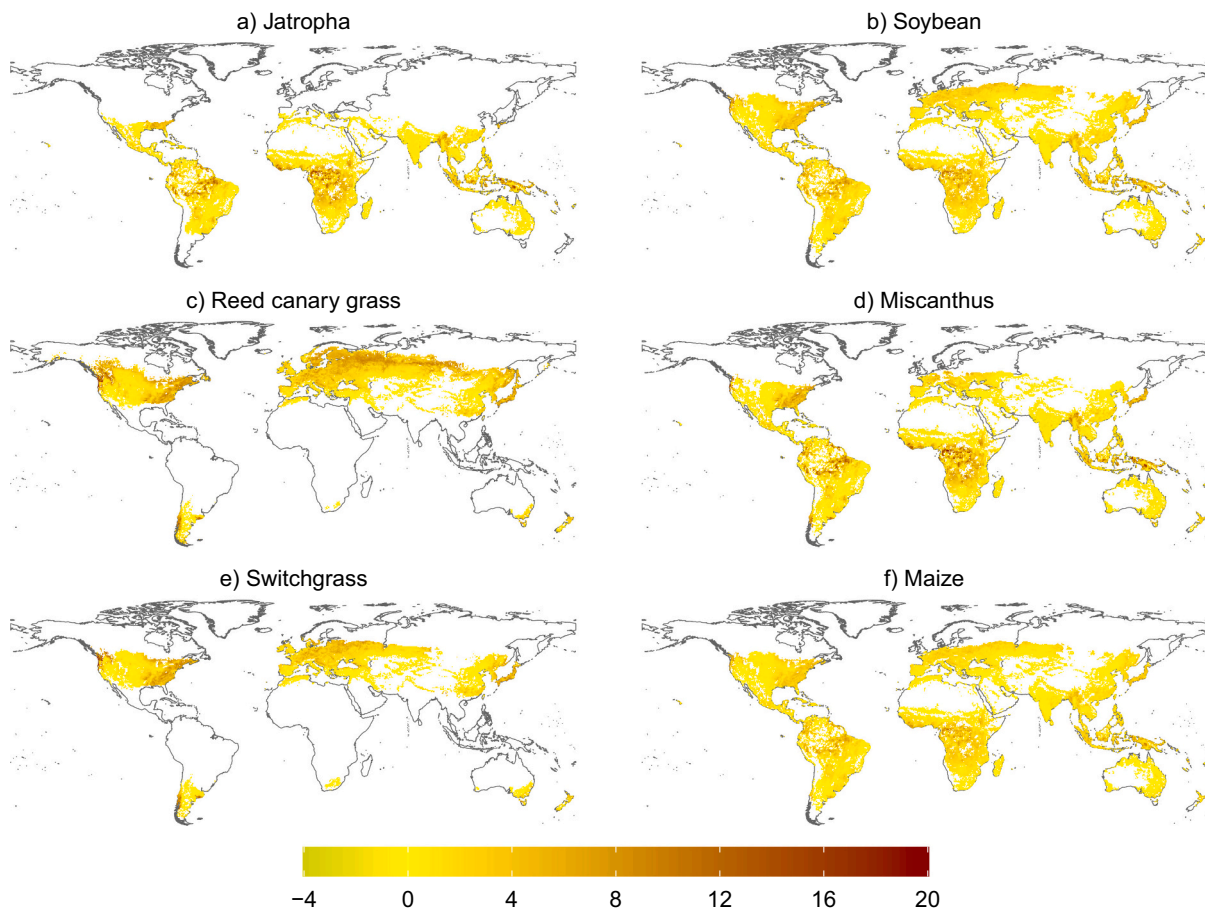 a) Jatropha
b) Soybean
c) Reed canary grass
d) Miscanthus
e) Switchgrass
f) Maize
−4 0 4 8 12 16 20